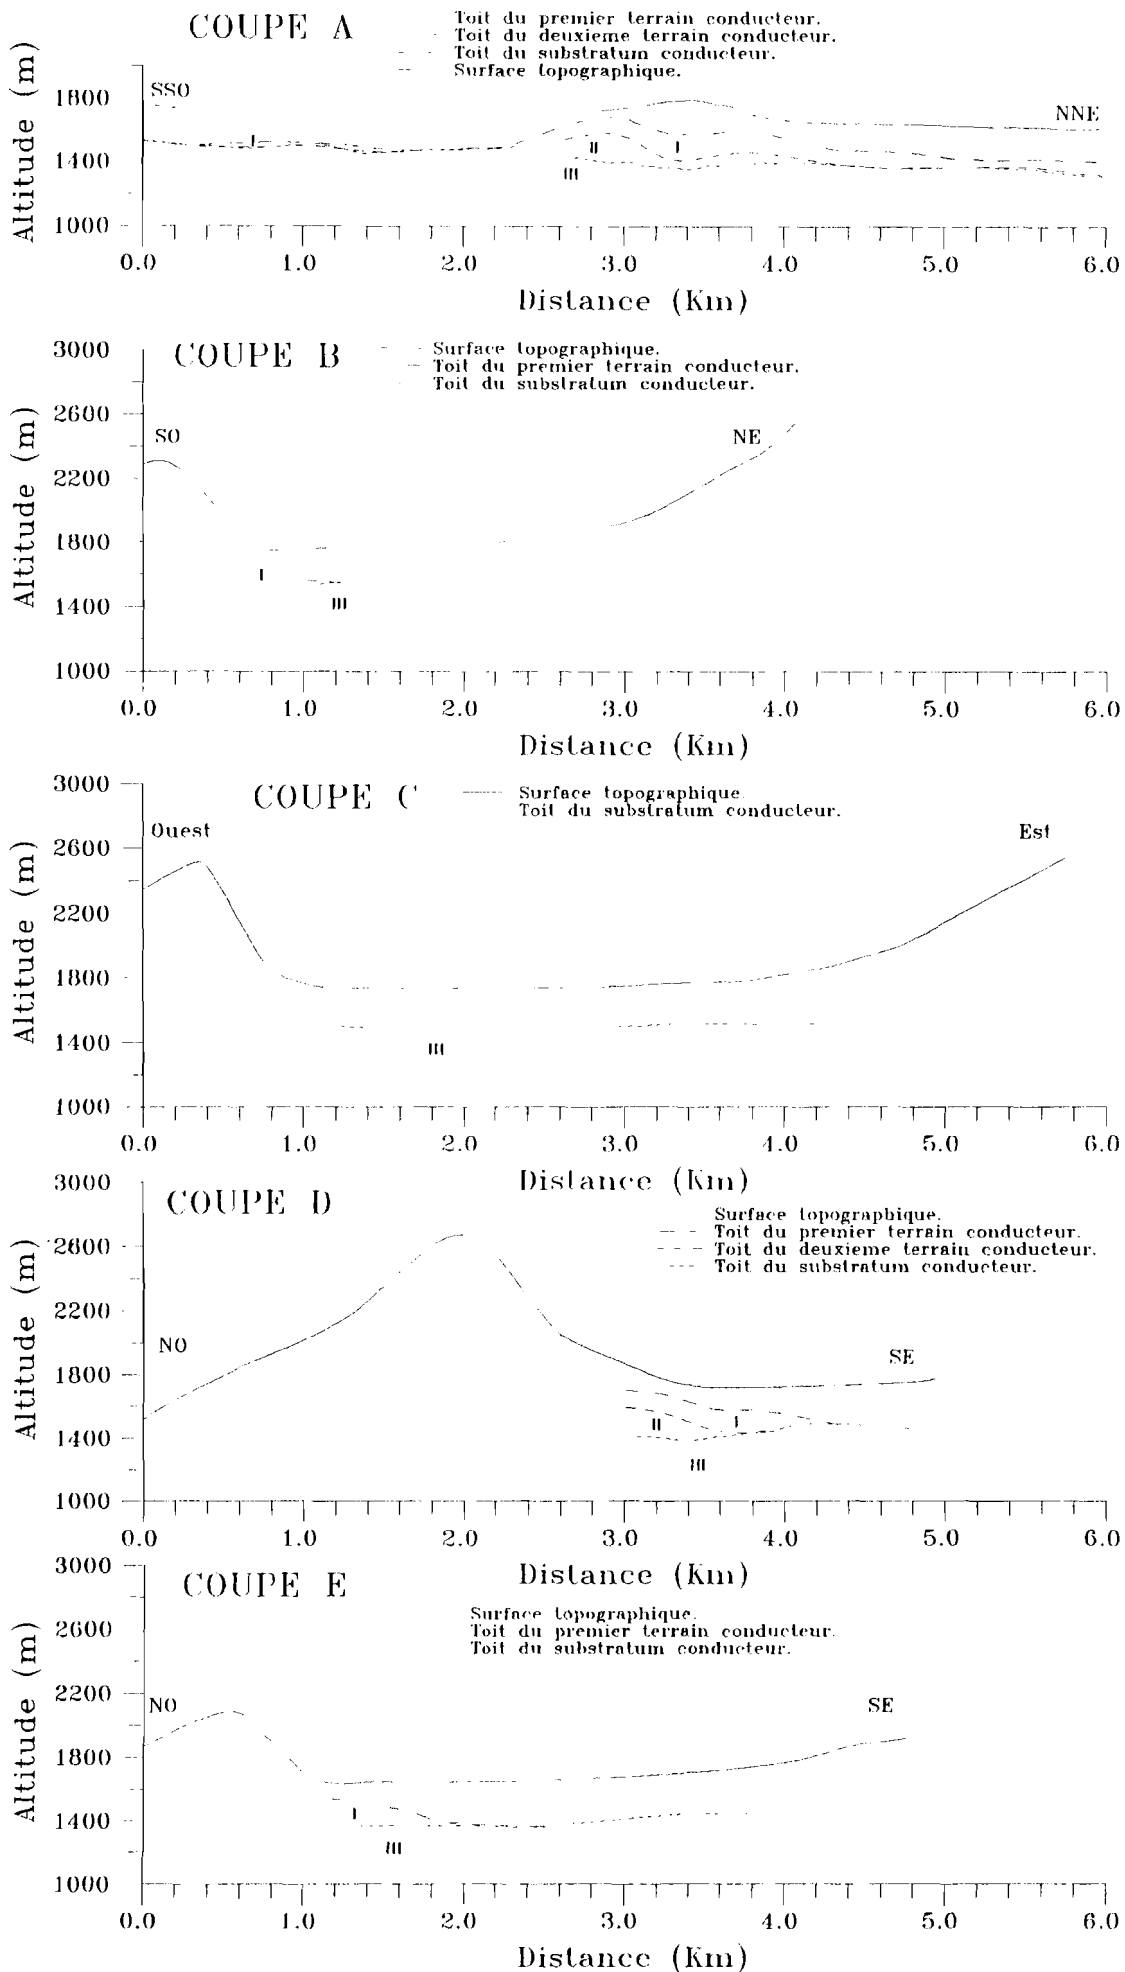 COUPE A
Toit du premier terrain conducteur.
Toit du deuxieme terrain conducteur.
Toit du substratum conducteur.
Surface topographique.
Altitude (m)
1800
1400
1000
SSO
NNE
I
II
I
III
0.0 1.0 2.0 3.0 4.0 5.0 6.0
Distance (Km)
COUPE B
Surface topographique.
Toit du premier terrain conducteur.
Toit du substratum conducteur.
Altitude (m)
3000
2600
2200
1800
1400
1000
SO
NE
I
III
0.0 1.0 2.0 3.0 4.0 5.0 6.0
Distance (Km)
COUPE C
Surface topographique
Toit du substratum conducteur.
Altitude (m)
3000
2600
2200
1800
1400
1000
Ouest
Est
III
0.0 1.0 2.0 3.0 4.0 5.0 6.0
Distance (Km)
COUPE D
Surface topographique.
Toit du premier terrain conducteur.
Toit du deuxieme terrain conducteur.
Toit du substratum conducteur.
Altitude (m)
3000
2600
2200
1800
1400
1000
NO
SE
II
I
III
0.0 1.0 2.0 3.0 4.0 5.0 6.0
Distance (Km)
COUPE E
Surface topographique.
Toit du premier terrain conducteur.
Toit du substratum conducteur.
Altitude (m)
3000
2600
2200
1800
1400
1000
NO
SE
I
III
0.0 1.0 2.0 3.0 4.0 5.0 6.0
Distance (Km)